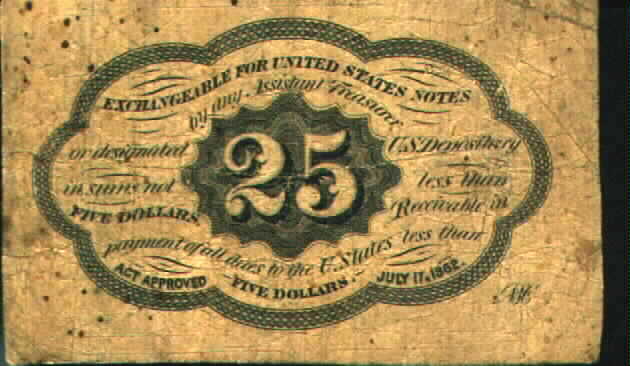 EXCHANGEABLE FOR UNITED STATES NOTES
by any Assistant Treasurer
or designated U.S. Depositary
in sums not less than
FIVE DOLLARS. Receivable in
payment of all dues to the U. States less than
FIVE DOLLARS.
ACT APPROVED JULY 17, 1862.
25